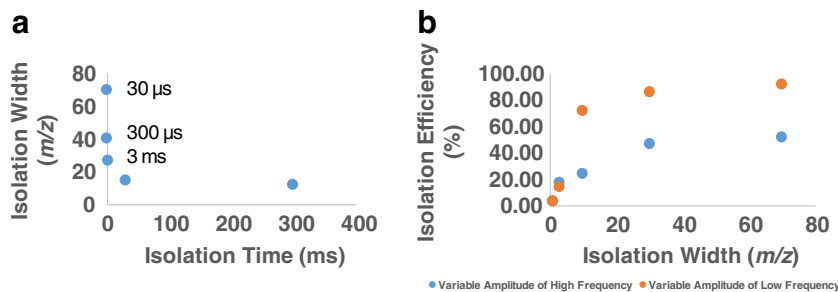 a
Isolation Width
(m/z)
80
60
40
20
0
30 µs
300 µs
3 ms
0 100 200 300 400
Isolation Time (ms)
b
Isolation Efficiency
(%)
100.00
80.00
60.00
40.00
20.00
0.00
0 20 40 60 80
Isolation Width (m/z)
Variable Amplitude of High Frequency Variable Amplitude of Low Frequency